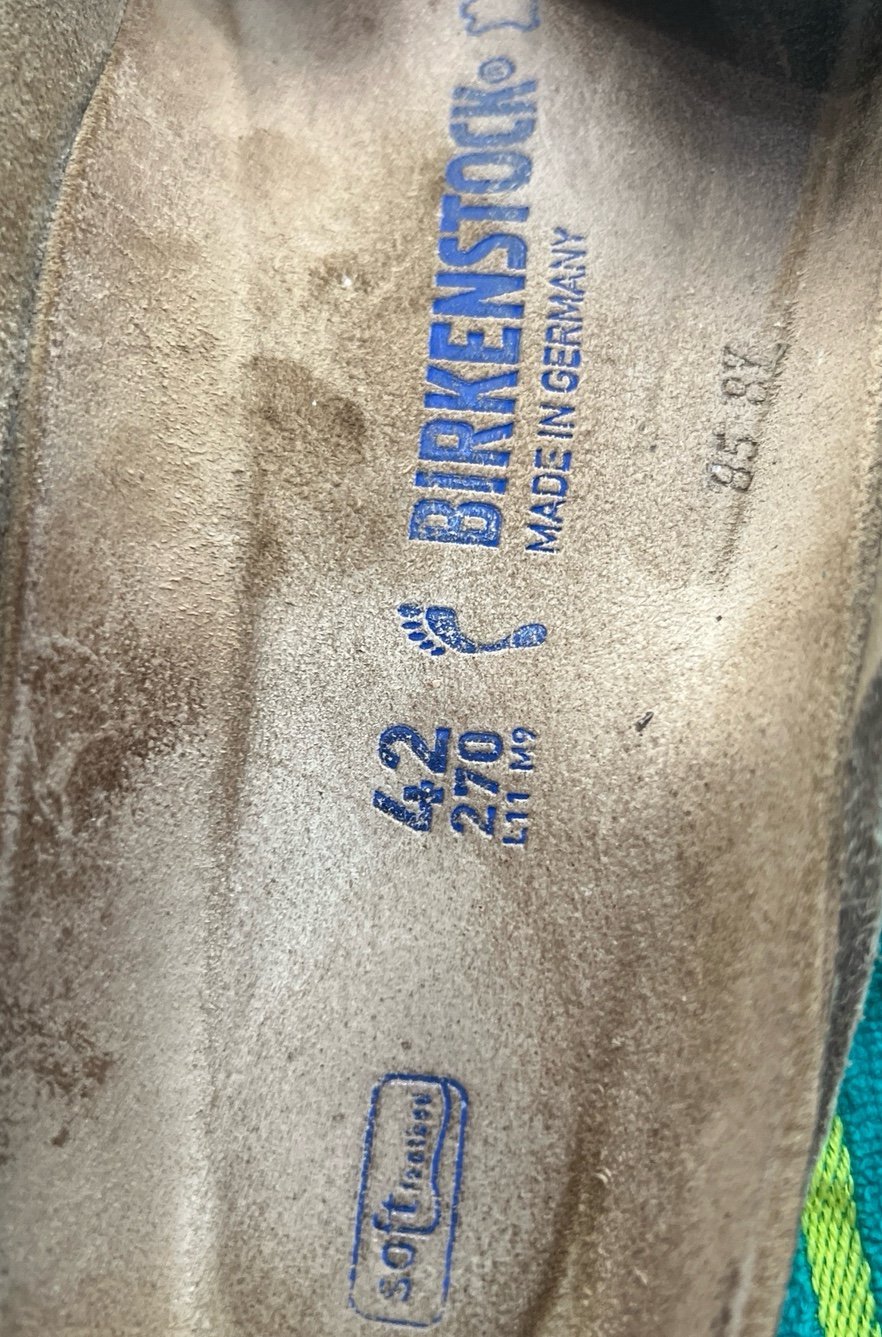 BIRKENSTOCK®
MADE IN GERMANY
42
270
L11 M9
soft footbed